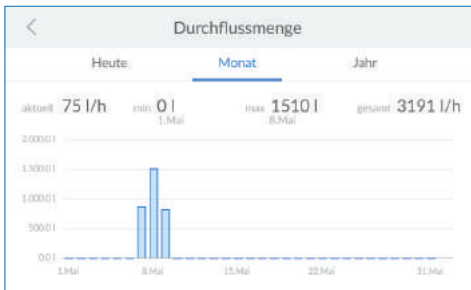 Durchflussmenge
Heute Monat Jahr
aktuell 75 l/h min 0 l max 1510 l gesamt 3191 l/h
1.Mai 8.Mai
2.000.0 l
1.500.0 l
1.000.0 l
500.0 l
0.0 l
1.Mai 8.Mai 15.Mai 22.Mai 31.Mai